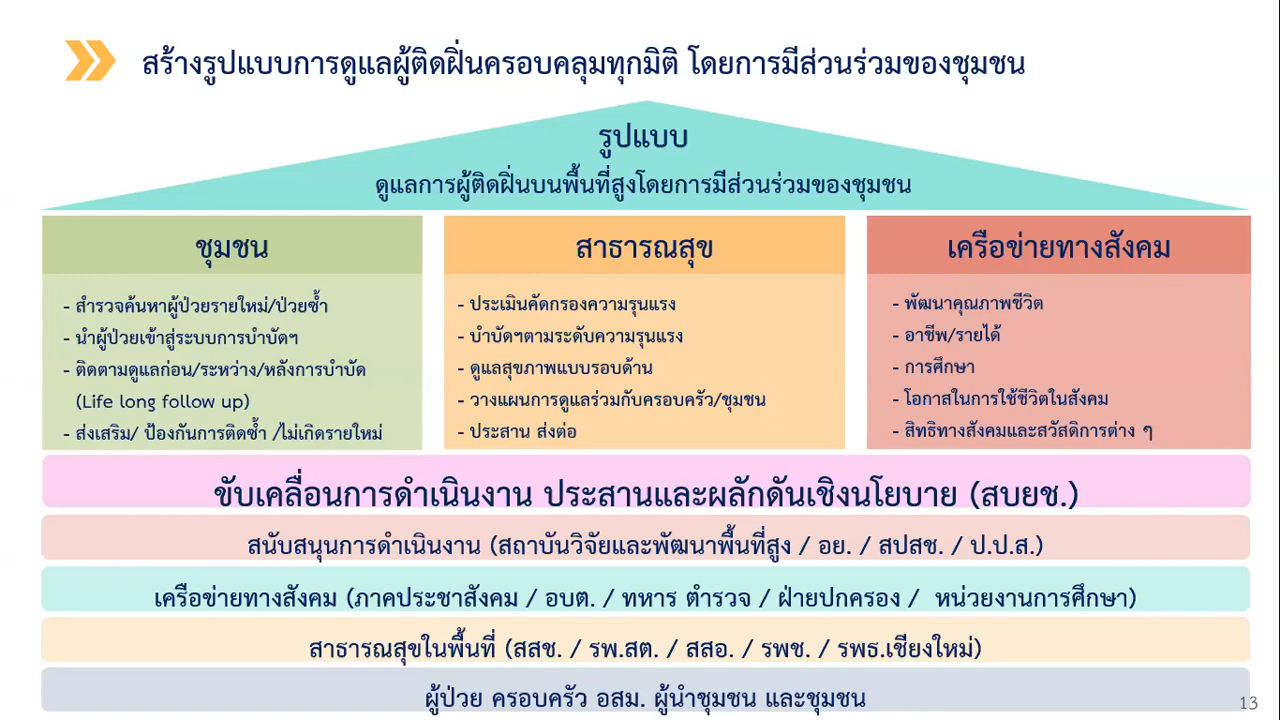 สร้างรูปแบบการดูแลผู้ติดฝิ่นครอบคลุมทุกมิติ โดยการมีส่วนร่วมของชุมชน
รูปแบบ
ดูแลการผู้ติดฝิ่นบนพื้นที่สูงโดยการมีส่วนร่วมของชุมชน
ชุมชน
- สำรวจค้นหาผู้ป่วยรายใหม่/ป่วยซ้ำ
- นำผู้ป่วยเข้าสู่ระบบการบำบัดฯ
- ติดตามดูแลก่อน/ระหว่าง/หลังการบำบัด
(Life long follow up)
- ส่งเสริม/ ป้องกันการติดซ้ำ /ไม่เกิดรายใหม่
สาธารณสุข
- ประเมินคัดกรองความรุนแรง
- บำบัดฯตามระดับความรุนแรง
- ดูแลสุขภาพแบบรอบด้าน
- วางแผนการดูแลร่วมกับครอบครัว/ชุมชน
- ประสาน ส่งต่อ
เครือข่ายทางสังคม
- พัฒนาคุณภาพชีวิต
- อาชีพ/รายได้
- การศึกษา
- โอกาสในการใช้ชีวิตในสังคม
- สิทธิทางสังคมและสวัสดิการต่าง ๆ
ขับเคลื่อนการดำเนินงาน ประสานและผลักดันเชิงนโยบาย (สบยช.)
สนับสนุนการดำเนินงาน (สถาบันวิจัยและพัฒนาพื้นที่สูง / อย. / สปสช. / ป.ป.ส.)
เครือข่ายทางสังคม (ภาคประชาสังคม / อบต. / ทหาร ตำรวจ / ฝ่ายปกครอง / หน่วยงานการศึกษา)
สาธารณสุขในพื้นที่ (สสช. / รพ.สต. / สสอ. / รพช. / รพธ.เชียงใหม่)
ผู้ป่วย ครอบครัว อสม. ผู้นำชุมชน และชุมชน
13